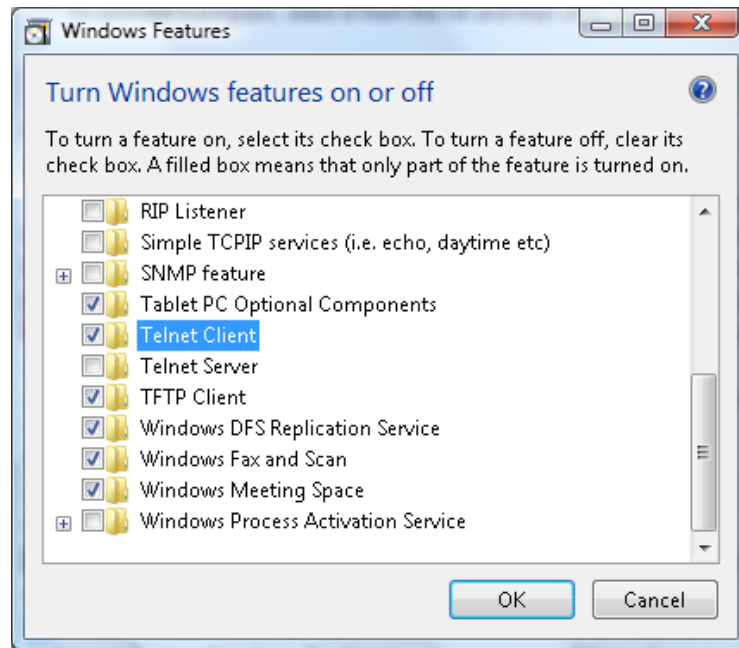 Windows Features
Turn Windows features on or off
To turn a feature on, select its check box. To turn a feature off, clear its
check box. A filled box means that only part of the feature is turned on.
RIP Listener
Simple TCPIP services (i.e. echo, daytime etc)
SNMP feature
Tablet PC Optional Components
Telnet Client
Telnet Server
TFTP Client
Windows DFS Replication Service
Windows Fax and Scan
Windows Meeting Space
Windows Process Activation Service
OK Cancel